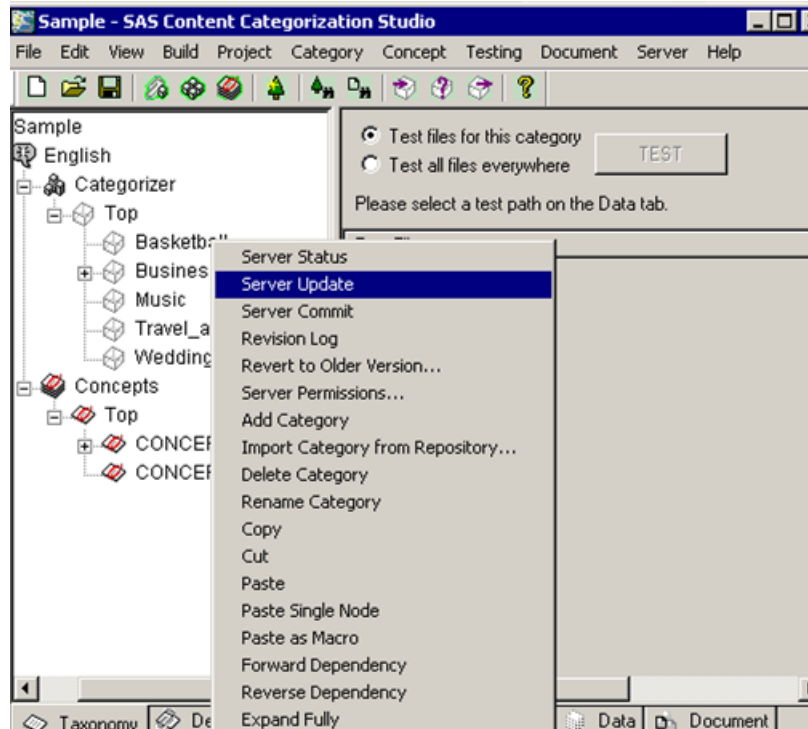 Sample - SAS Content Categorization Studio
File Edit View Build Project Category Concept Testing Document Server Help
Sample
English
Categorizer
Top
Basketball
Busines
Music
Travel_a
Wedding
Concepts
Top
CONCEF
CONCEF
Test files for this category
Test all files everywhere
TEST
Please select a test path on the Data tab.
Server Status
Server Update
Server Commit
Revision Log
Revert to Older Version...
Server Permissions...
Add Category
Import Category from Repository...
Delete Category
Rename Category
Copy
Cut
Paste
Paste Single Node
Paste as Macro
Forward Dependency
Reverse Dependency
Expand Fully
Taxonomy De Data Document